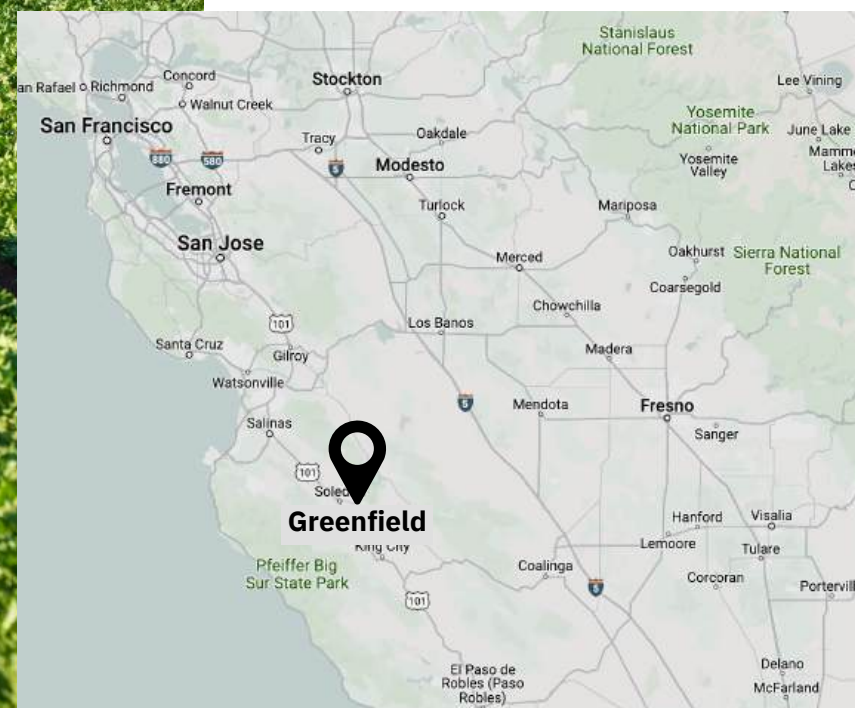 Stanislaus
National Forest
Lee Vining
an Rafael
Richmond
Concord
Walnut Creek
Stockton
San Francisco
Tracy
Oakdale
Yosemite
National Park
June Lake
880
580
5
Modesto
Yosemite
Valley
Fremont
Turlock
Mariposa
San Jose
Merced
Oakhurst
Sierra National
Forest
Coarsegold
Chowchilla
101
Los Banos
Santa Cruz
Gilroy
Madera
Watsonville
5
Mendota
Fresno
Salinas
Sanger
101
Greenfield
King City
Hanford
Visalia
Lemoore
Tulare
Pfeiffer Big
Sur State Park
Coalinga
5
Corcoran
Portervill
101
El Paso de
Robles (Paso
Robles)
Delano
McFarland